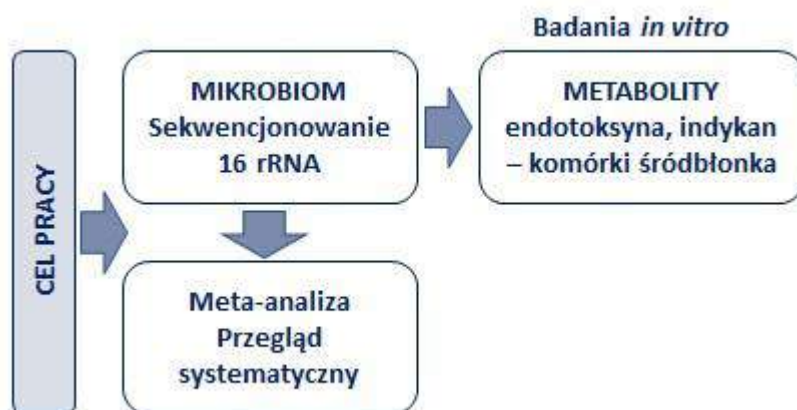 Badania in vitro
CEL PRACY
MIKROBIOM
Sekwencjonowanie
16 rRNA
METABOLITY
endotoksyna, indykan
– komórki śródbłonka
Meta-analiza
Przegląd
systematyczny